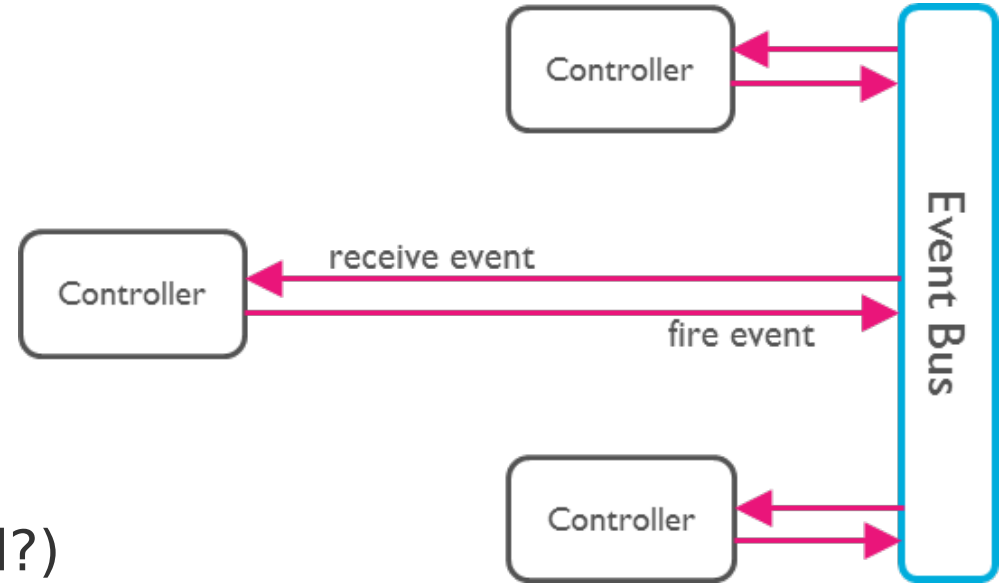 Controller
Event Bus
receive event
Controller
fire event
Controller
?)